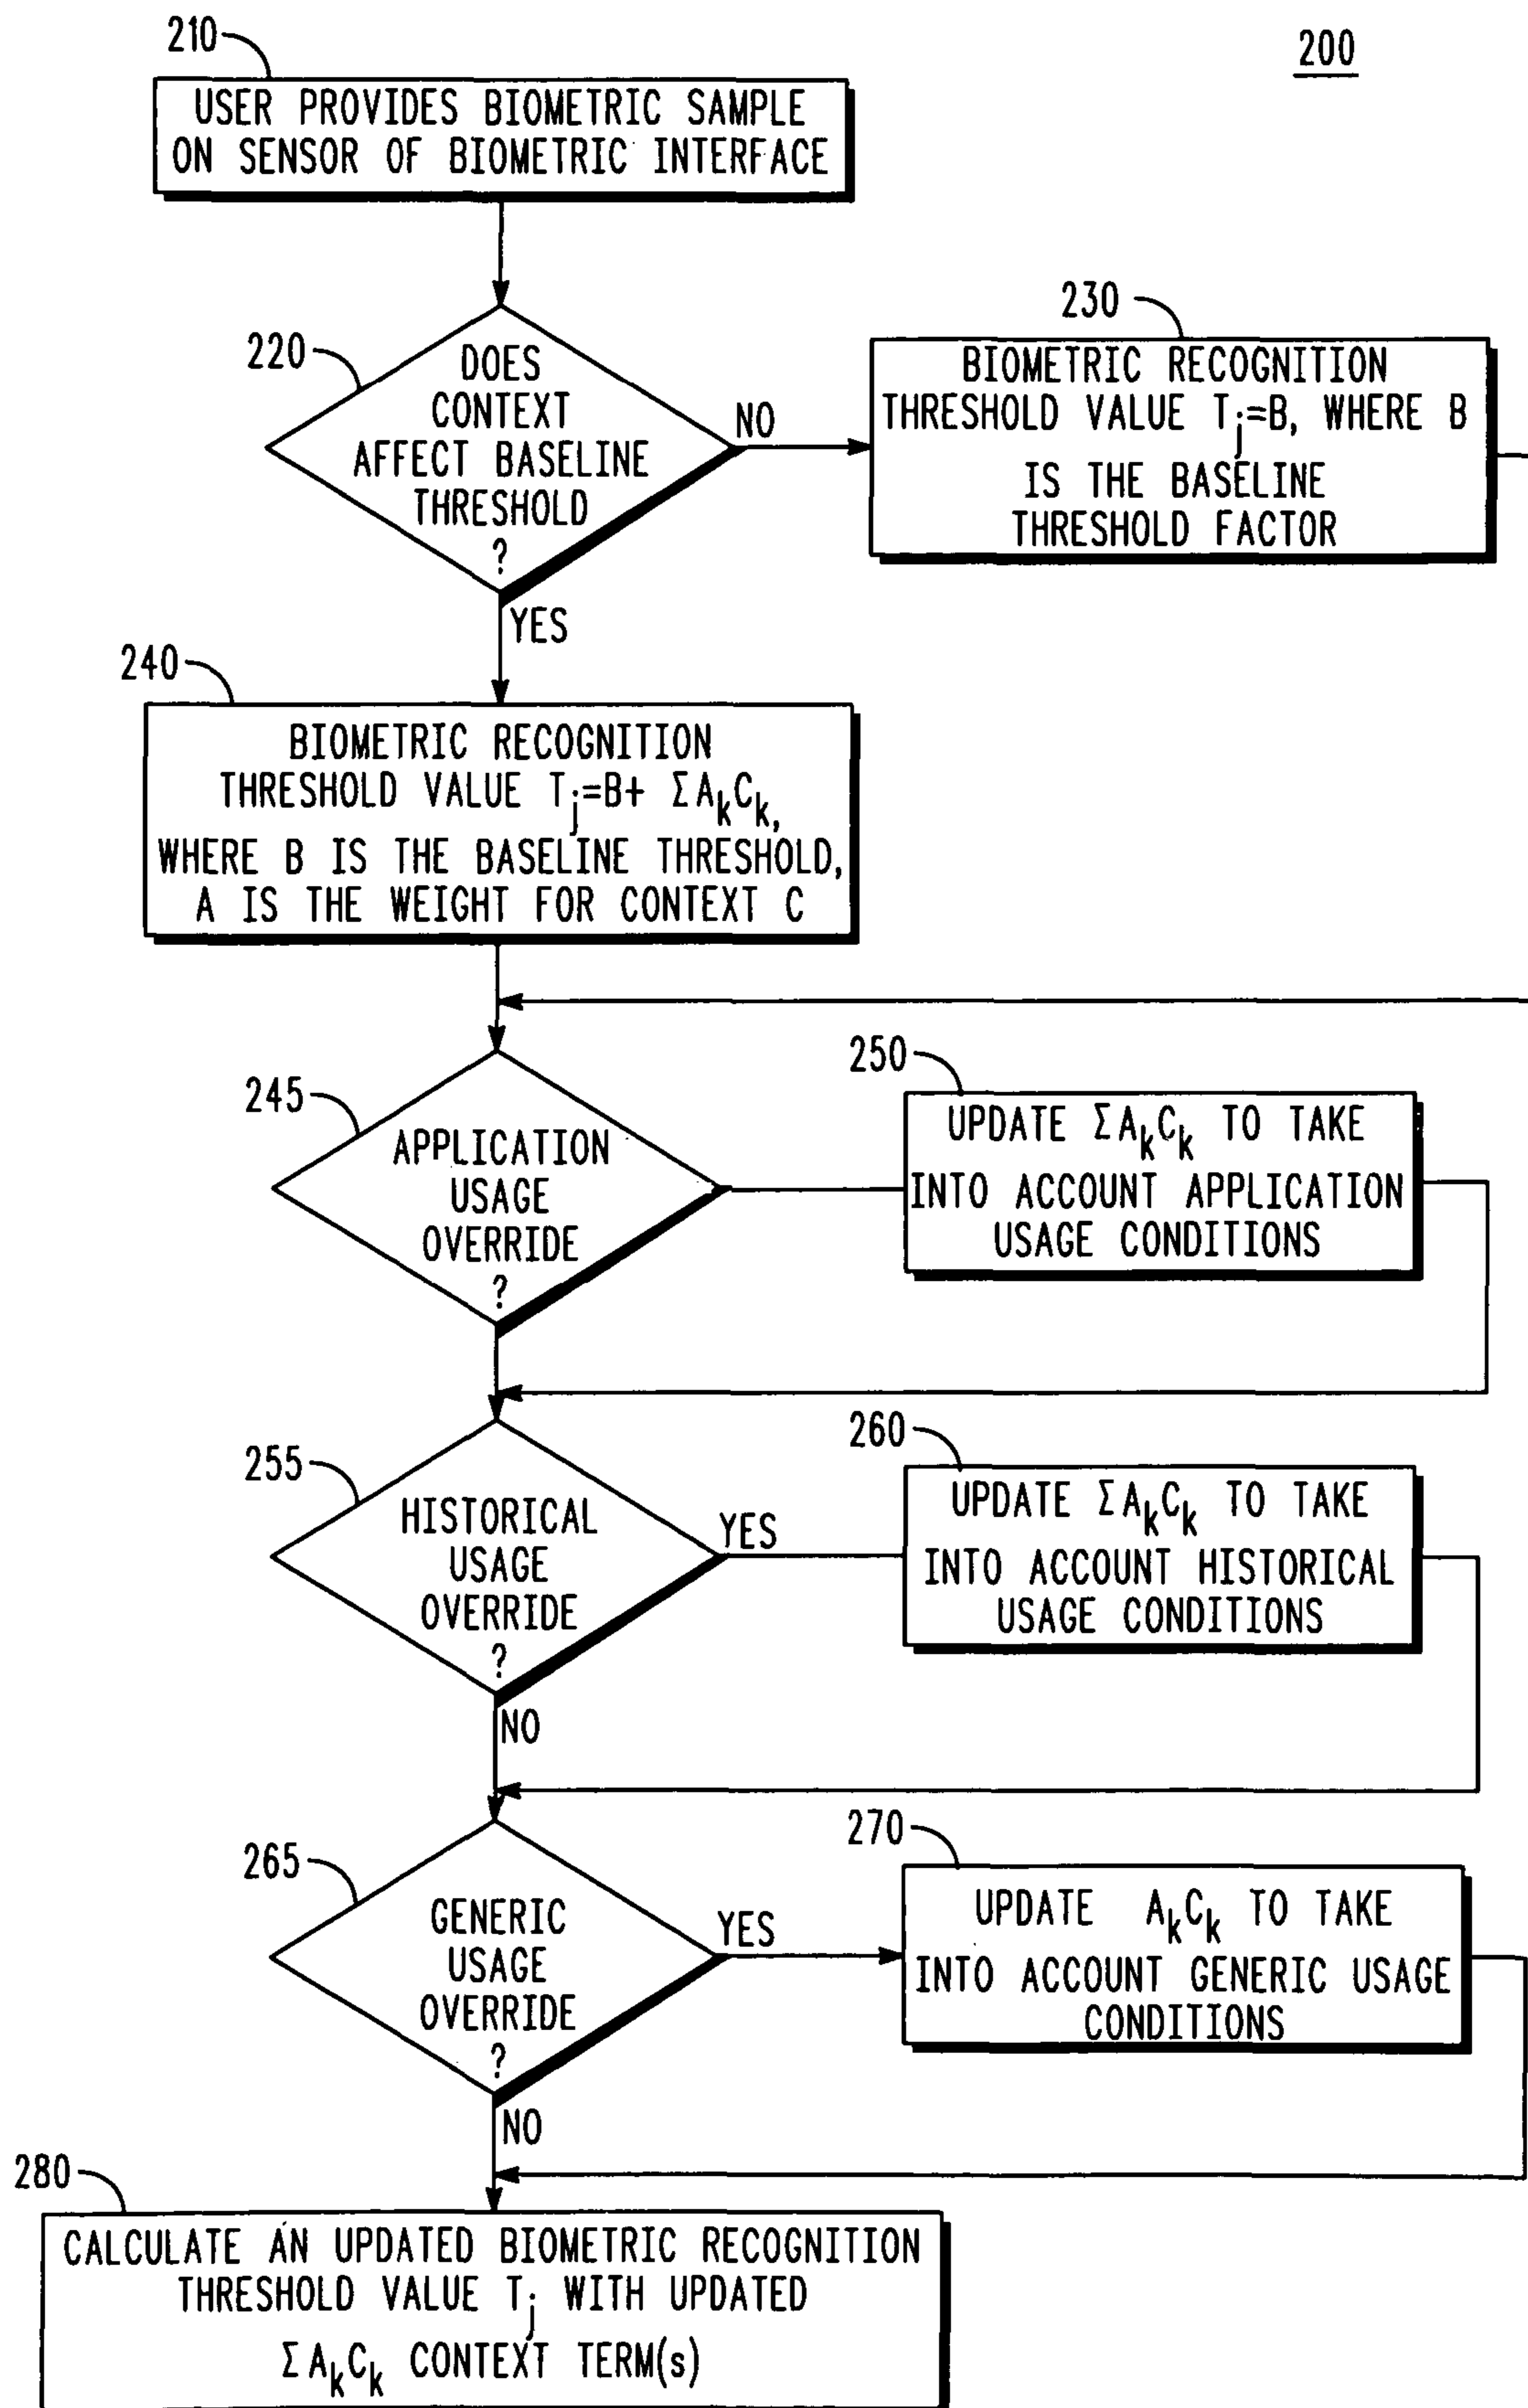 200
210
USER PROVIDES BIOMETRIC SAMPLE
ON SENSOR OF BIOMETRIC INTERFACE
220
DOES
CONTEXT
AFFECT BASELINE
THRESHOLD
?
NO
YES
230
BIOMETRIC RECOGNITION
THRESHOLD VALUE Tj=B, WHERE B
IS THE BASELINE
THRESHOLD FACTOR
240
BIOMETRIC RECOGNITION
THRESHOLD VALUE Tj=B+ ΣAkCk,
WHERE B IS THE BASELINE THRESHOLD,
A IS THE WEIGHT FOR CONTEXT C
245
APPLICATION
USAGE
OVERRIDE
?
250
UPDATE ΣAkCk TO TAKE
INTO ACCOUNT APPLICATION
USAGE CONDITIONS
255
HISTORICAL
USAGE
OVERRIDE
?
YES
NO
260
UPDATE ΣAkCk TO TAKE
INTO ACCOUNT HISTORICAL
USAGE CONDITIONS
265
GENERIC
USAGE
OVERRIDE
?
YES
NO
270
UPDATE AkCk TO TAKE
INTO ACCOUNT GENERIC USAGE
CONDITIONS
280
CALCULATE AN UPDATED BIOMETRIC RECOGNITION
THRESHOLD VALUE Tj WITH UPDATED
ΣAkCk CONTEXT TERM(s)